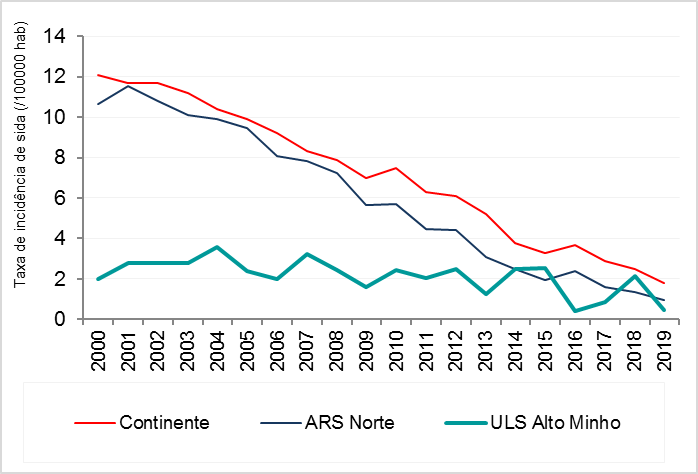 Taxa de incidência de sida (/100000 hab)
14
12
10
8
6
4
2
0
2000 2001 2002 2003 2004 2005 2006 2007 2008 2009 2010 2011 2012 2013 2014 2015 2016 2017 2018 2019
Continente ARS Norte ULS Alto Minho